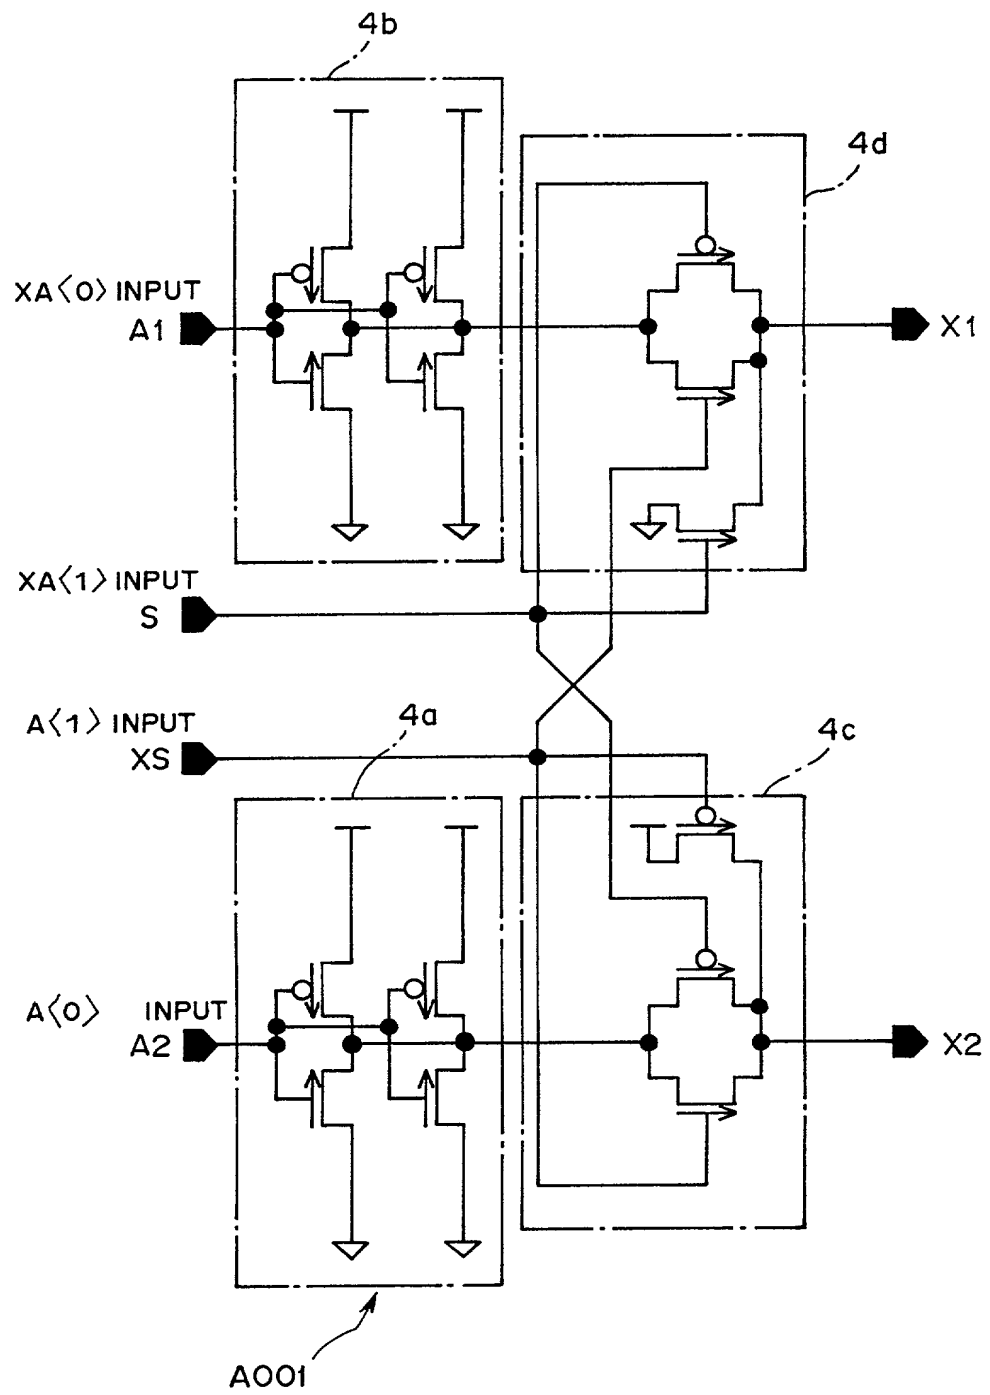 4b
4d
XA〈0〉INPUT
A1
X1
XA〈1〉INPUT
S
A〈1〉INPUT
XS
4a
4c
A〈0〉 INPUT
A2
X2
A001